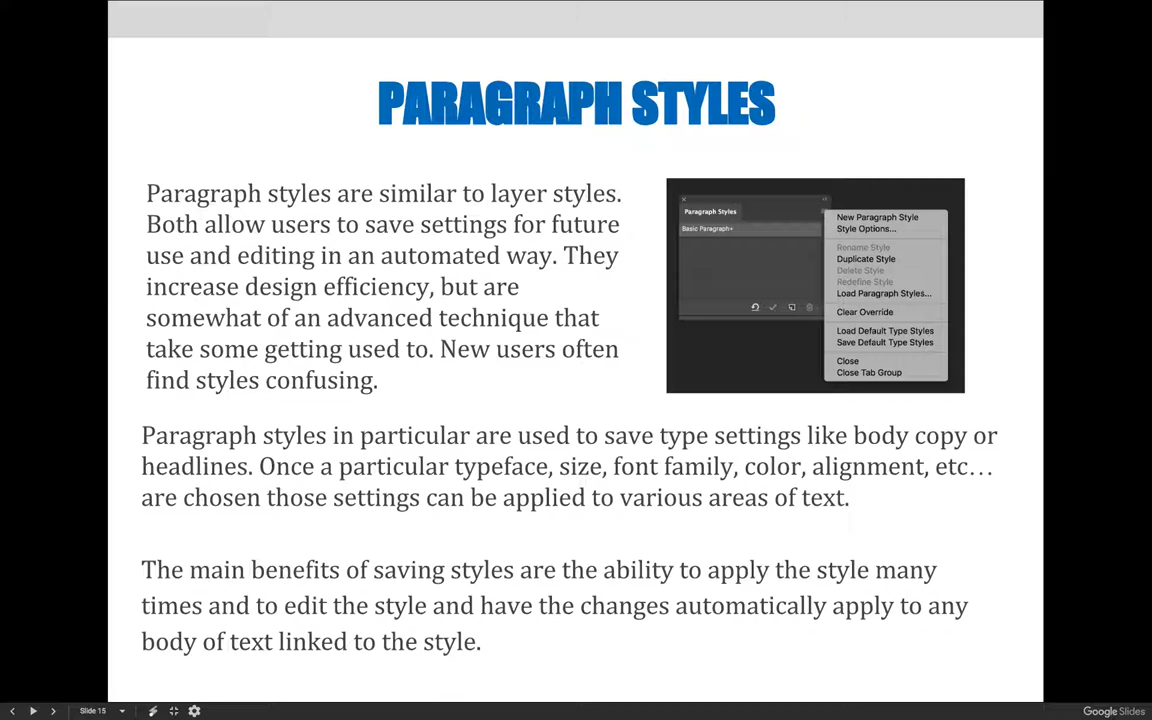 PARAGRAPH STYLES
Paragraph styles are similar to layer styles.
Both allow users to save settings for future
use and editing in an automated way. They
increase design efficiency, but are
somewhat of an advanced technique that
take some getting used to. New users often
find styles confusing.
Paragraph Styles
Basic Paragraph+
New Paragraph Style
Style Options...
Rename Style
Duplicate Style
Delete Style
Redefine Style
Load Paragraph Styles...
Clear Override
Load Default Type Styles
Save Default Type Styles
Close
Close Tab Group
Paragraph styles in particular are used to save type settings like body copy or
headlines. Once a particular typeface, size, font family, color, alignment, etc…
are chosen those settings can be applied to various areas of text.
The main benefits of saving styles are the ability to apply the style many
times and to edit the style and have the changes automatically apply to any
body of text linked to the style.
Slide 15
Google Slides